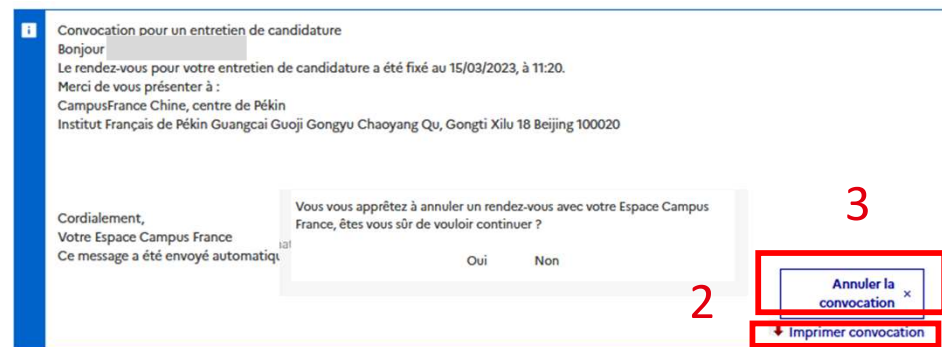 Convocation pour un entretien de candidature
Bonjour
Le rendez-vous pour votre entretien de candidature a été fixé au 15/03/2023, à 11:20.
Merci de vous présenter à :
CampusFrance Chine, centre de Pékin
Institut Français de Pékin Guangcai Guoji Gongyu Chaoyang Qu, Gongti Xilu 18 Beijing 100020
Cordialement,
Votre Espace Campus France
Ce message a été envoyé automatiqu
Vous vous apprêtez à annuler un rendez-vous avec votre Espace Campus
France, êtes vous sûr de vouloir continuer ?
Oui Non
3
Annuler la
convocation ×
2
Imprimer convocation